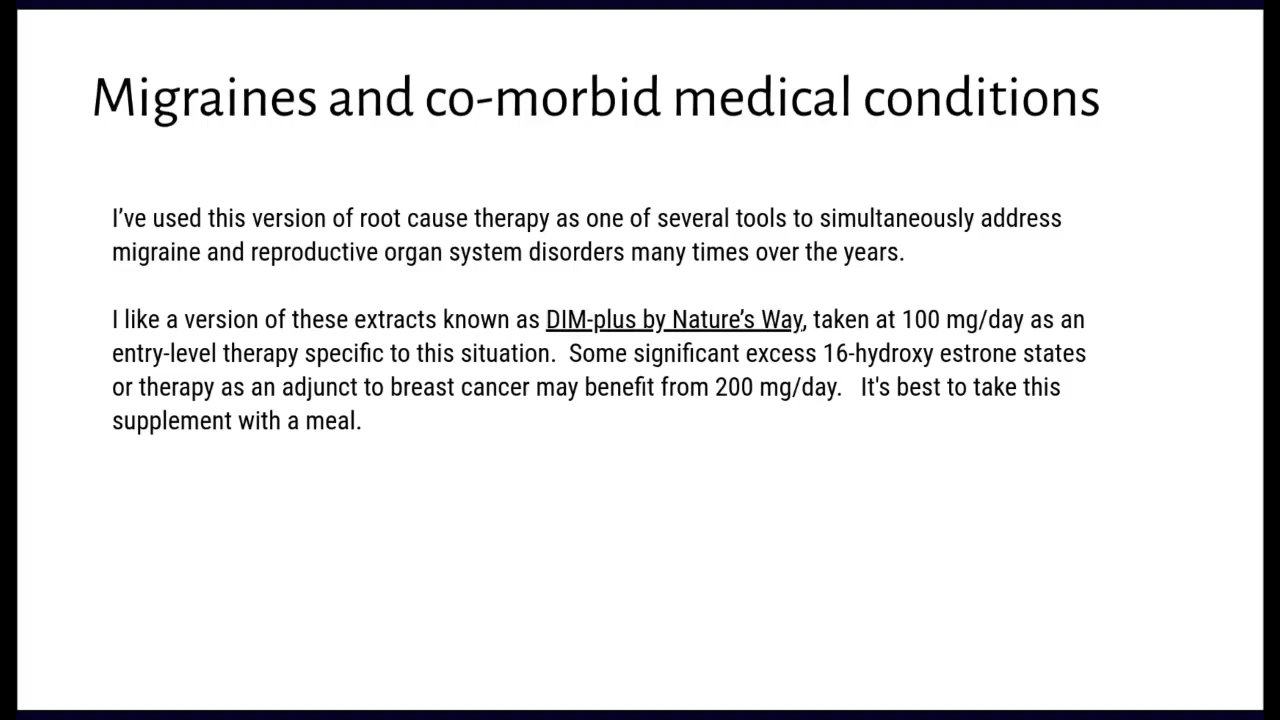 Migraines and co-morbid medical conditions
I’ve used this version of root cause therapy as one of several tools to simultaneously address
migraine and reproductive organ system disorders many times over the years.
I like a version of these extracts known as DIM-plus by Nature’s Way, taken at 100 mg/day as an
entry-level therapy specific to this situation.  Some significant excess 16-hydroxy estrone states
or therapy as an adjunct to breast cancer may benefit from 200 mg/day.   It's best to take this
supplement with a meal.